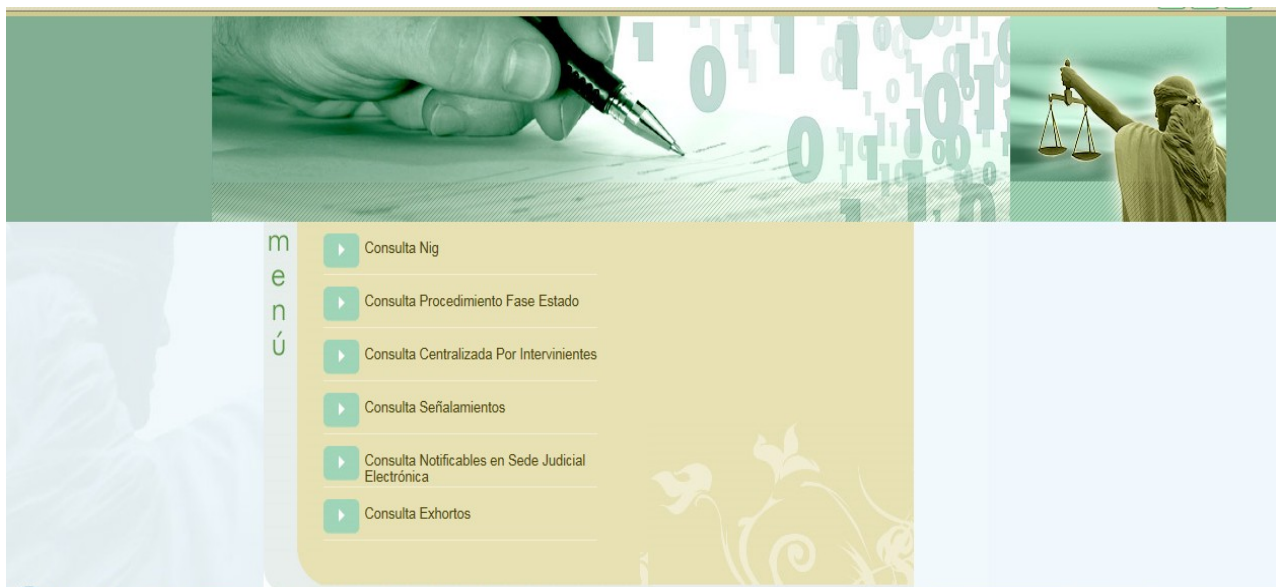 menú
Consulta Nig
Consulta Procedimiento Fase Estado
Consulta Centralizada Por Intervinientes
Consulta Señalamientos
Consulta Notificables en Sede Judicial
Electrónica
Consulta Exhortos